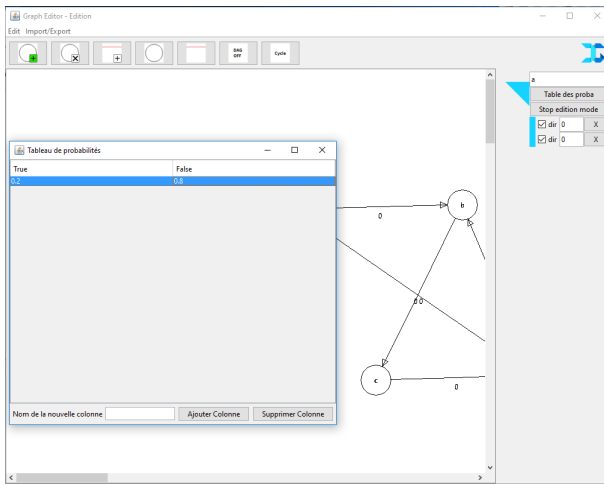 Graph Editor - Edition
Edit Import/Export
DAG
OFF
Cycle
a
Table des proba
Stop edition mode
dir 0 X
dir 0 X
Tableau de probabilités
True False
0.2 0.8
Nom de la nouvelle colonne Ajouter Colonne Supprimer Colonne
b
0
0 0
c
0